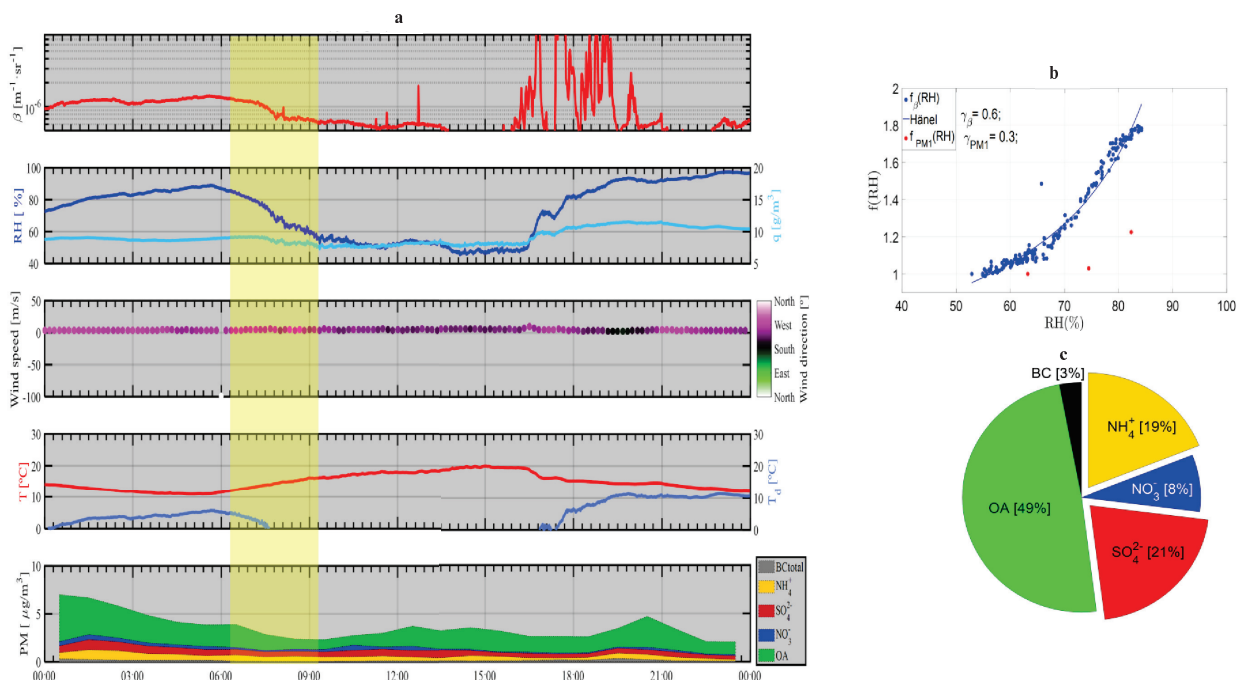 a
β [m⁻¹·sr⁻¹]
10⁻⁶
RH [ %]
100
80
60
40
20
15
10
5
q [g/m³]
Wind speed [m/s]
50
0
-50
-100
North
West
South
East
North
Wind direction [°]
T [°C]
30
20
10
0
30
20
10
0
T_d [°C]
PM [ μg/m³]
10
5
0
BCtotal
NH₄⁺
SO₄²⁻
NO₃⁻
OA
00:00 03:00 06:00 09:00 12:00 15:00 18:00 21:00 00:00
b
f(RH)
2
1.8
1.6
1.4
1.2
1
f_β(RH)
Hänel
f_PM1(RH)
γ_β= 0.6;
γ_PM1= 0.3;
40 50 60 70 80 90 100
RH(%)
c
BC [3%]
NH₄⁺ [19%]
NO₃⁻ [8%]
OA [49%]
SO₄²⁻ [21%]